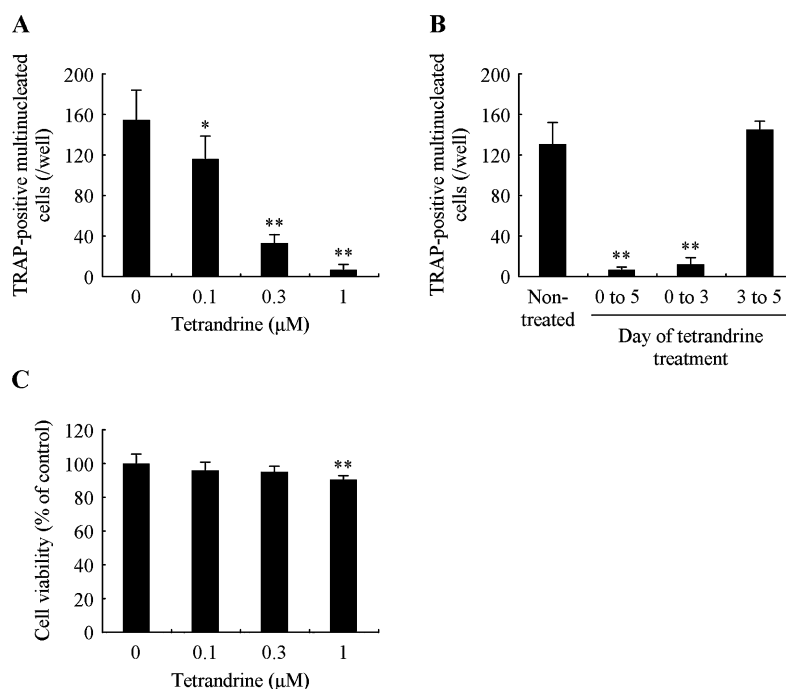 A
TRAP-positive multinucleated
cells (/well)
200
160
120
80
40
0
*
**
**
0 0.1 0.3 1
Tetrandrine (μM)
B
TRAP-positive multinucleated
cells (/well)
200
160
120
80
40
0
** **
Non-
treated
0 to 5 0 to 3 3 to 5
Day of tetrandrine
treatment
C
Cell viability (% of control)
120
100
80
60
40
20
0
**
0 0.1 0.3 1
Tetrandrine (μM)